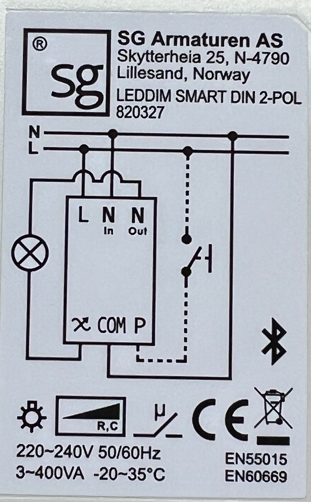 ®
sg
SG Armaturen AS
Skytterheia 25, N-4790
Lillesand, Norway
LEDDIM SMART DIN 2-POL
820327
N
L
L N N
In Out
COM P
R,C
µ
CE
220~240V 50/60Hz
3~400VA -20~35°C
EN55015
EN60669